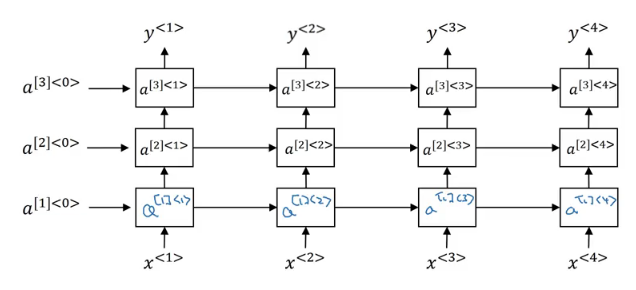 y<1> y<2> y<3> y<4>
a[3]<0> a[3]<1> a[3]<2> a[3]<3> a[3]<4>
a[2]<0> a[2]<1> a[2]<2> a[2]<3> a[2]<4>
a[1]<0> a[1]<1> a[1]<2> a[1]<3> a[1]<4>
x<1> x<2> x<3> x<4>